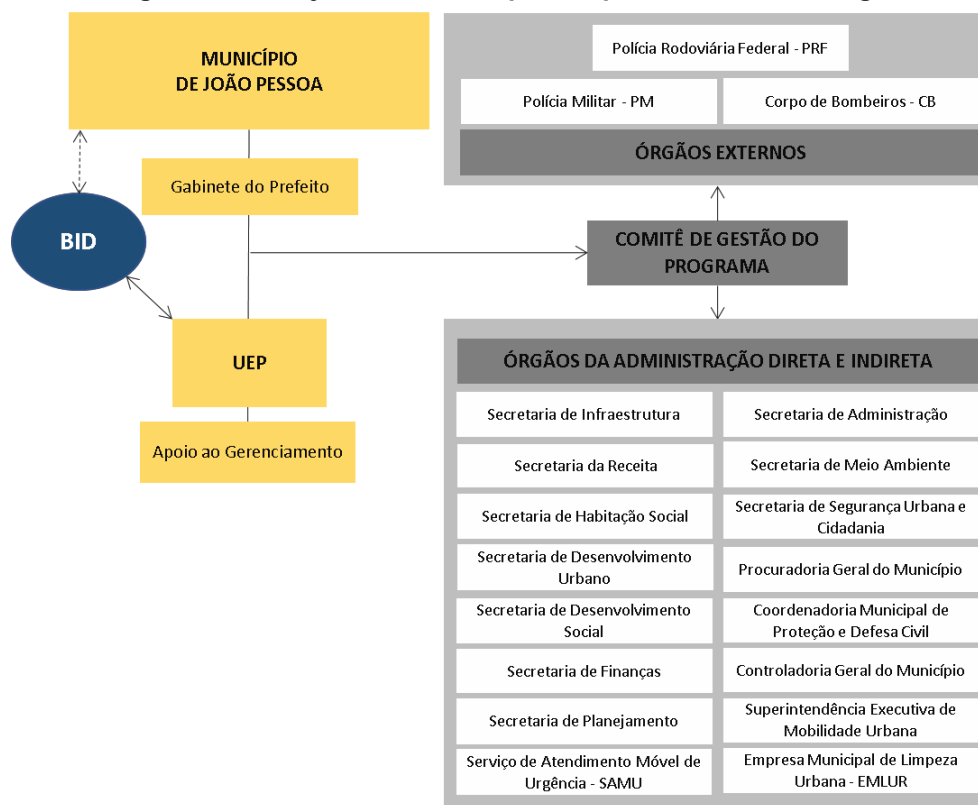 MUNICÍPIO
DE JOÃO PESSOA
Gabinete do Prefeito
BID
UEP
Apoio ao Gerenciamento
Polícia Rodoviária Federal - PRF
Polícia Militar - PM
Corpo de Bombeiros - CB
ÓRGÃOS EXTERNOS
COMITÊ DE GESTÃO DO
PROGRAMA
ÓRGÃOS DA ADMINISTRAÇÃO DIRETA E INDIRETA
Secretaria de Infraestrutura
Secretaria de Administração
Secretaria da Receita
Secretaria de Meio Ambiente
Secretaria de Habitação Social
Secretaria de Segurança Urbana e
Cidadania
Secretaria de Desenvolvimento
Urbano
Procuradoria Geral do Município
Secretaria de Desenvolvimento
Social
Coordenadoria Municipal de
Proteção e Defesa Civil
Secretaria de Finanças
Controladoria Geral do Município
Secretaria de Planejamento
Superintendência Executiva de
Mobilidade Urbana
Serviço de Atendimento Móvel de
Urgência - SAMU
Empresa Municipal de Limpeza
Urbana - EMLUR